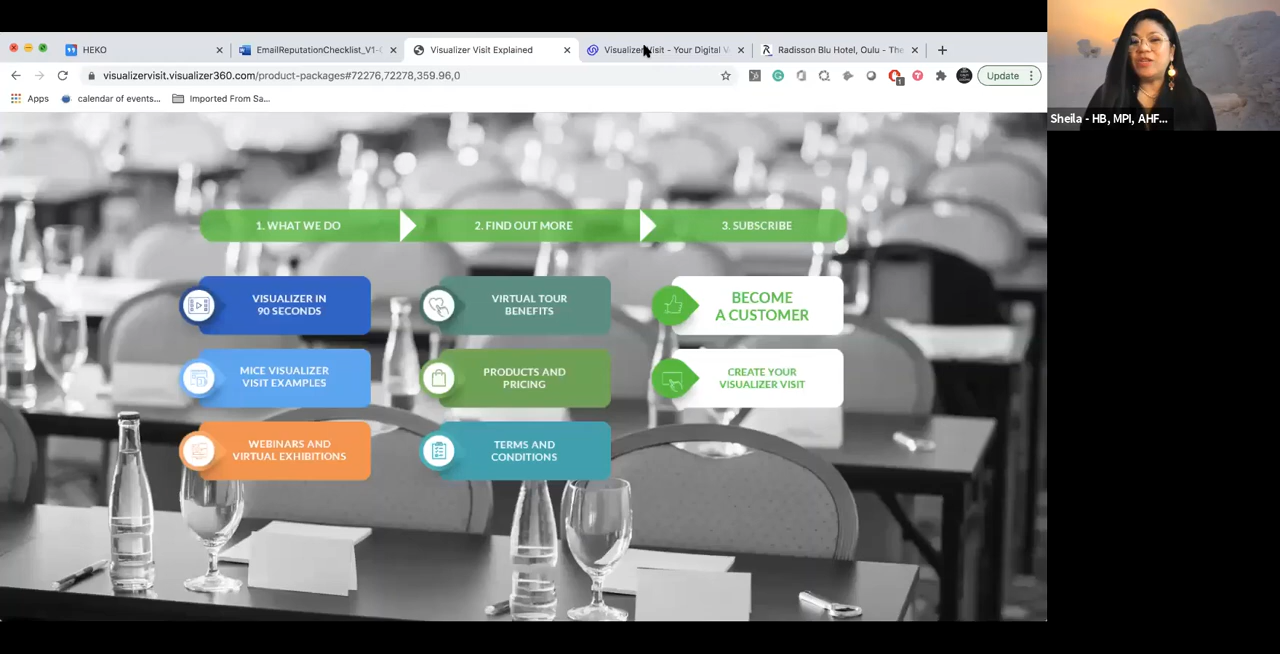 HEKO
EmailReputationChecklist_V1-
Visualizer Visit Explained
Visualizer Visit - Your Digital V
Radisson Blu Hotel, Oulu - The
visualizervisit.visualizer360.com/product-packages#72276,72278,359.96,0
1
Update
Apps
calendar of events...
Imported From Sa...
Sheila - HB, MPI, AHF...
1. WHAT WE DO
2. FIND OUT MORE
3. SUBSCRIBE
VISUALIZER IN
90 SECONDS
VIRTUAL TOUR
BENEFITS
BECOME
A CUSTOMER
MICE VISUALIZER
VISIT EXAMPLES
PRODUCTS AND
PRICING
CREATE YOUR
VISUALIZER VISIT
WEBINARS AND
VIRTUAL EXHIBITIONS
TERMS AND
CONDITIONS